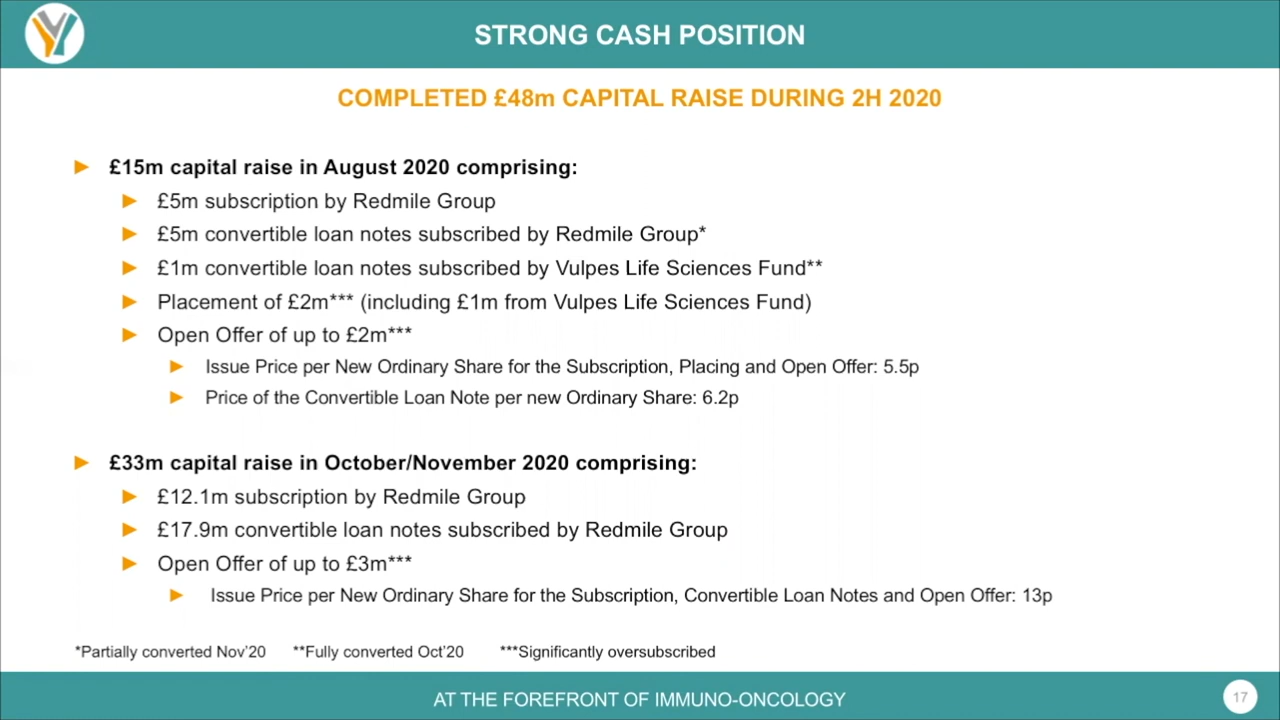 STRONG CASH POSITION
COMPLETED £48m CAPITAL RAISE DURING 2H 2020
► £15m capital raise in August 2020 comprising:
► £5m subscription by Redmile Group
► £5m convertible loan notes subscribed by Redmile Group*
► £1m convertible loan notes subscribed by Vulpes Life Sciences Fund**
► Placement of £2m*** (including £1m from Vulpes Life Sciences Fund)
► Open Offer of up to £2m***
► Issue Price per New Ordinary Share for the Subscription, Placing and Open Offer: 5.5p
► Price of the Convertible Loan Note per new Ordinary Share: 6.2p
► £33m capital raise in October/November 2020 comprising:
► £12.1m subscription by Redmile Group
► £17.9m convertible loan notes subscribed by Redmile Group
► Open Offer of up to £3m***
► Issue Price per New Ordinary Share for the Subscription, Convertible Loan Notes and Open Offer: 13p
*Partially converted Nov'20 **Fully converted Oct'20 ***Significantly oversubscribed
AT THE FOREFRONT OF IMMUNO-ONCOLOGY
17